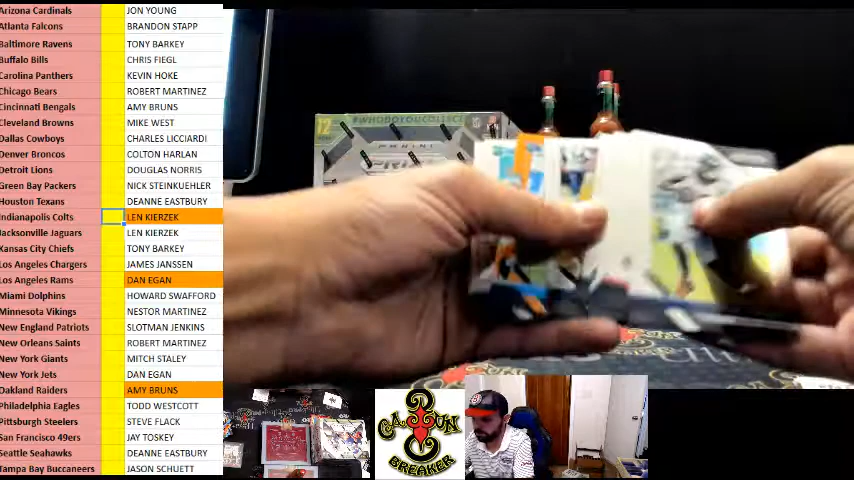 Arizona Cardinals JON YOUNG
Atlanta Falcons BRANDON STAPP
Baltimore Ravens TONY BARKEY
Buffalo Bills CHRIS FIEGL
Carolina Panthers KEVIN HOKE
Chicago Bears ROBERT MARTINEZ
Cincinnati Bengals AMY BRUNS
Cleveland Browns MIKE WEST
Dallas Cowboys CHARLES LICCIARDI
Denver Broncos COLTON HARLAN
Detroit Lions DOUGLAS NORRIS
Green Bay Packers NICK STEINKUEHLER
Houston Texans DEANNE EASTBURY
Indianapolis Colts LEN KIERZEK
Jacksonville Jaguars LEN KIERZEK
Kansas City Chiefs TONY BARKEY
Los Angeles Chargers JAMES JANSSEN
Los Angeles Rams DAN EGAN
Miami Dolphins HOWARD SWAFFORD
Minnesota Vikings NESTOR MARTINEZ
New England Patriots SLOTMAN JENKINS
New Orleans Saints ROBERT MARTINEZ
New York Giants MITCH STALEY
New York Jets DAN EGAN
Oakland Raiders AMY BRUNS
Philadelphia Eagles TODD WESTCOTT
Pittsburgh Steelers STEVE FLACK
San Francisco 49ers JAY TOSKEY
Seattle Seahawks DEANNE EASTBURY
Tampa Bay Buccaneers JASON SCHUETT
#WHODOYOUCOLLECT
12
PANINI
CAJUN
BREAKER